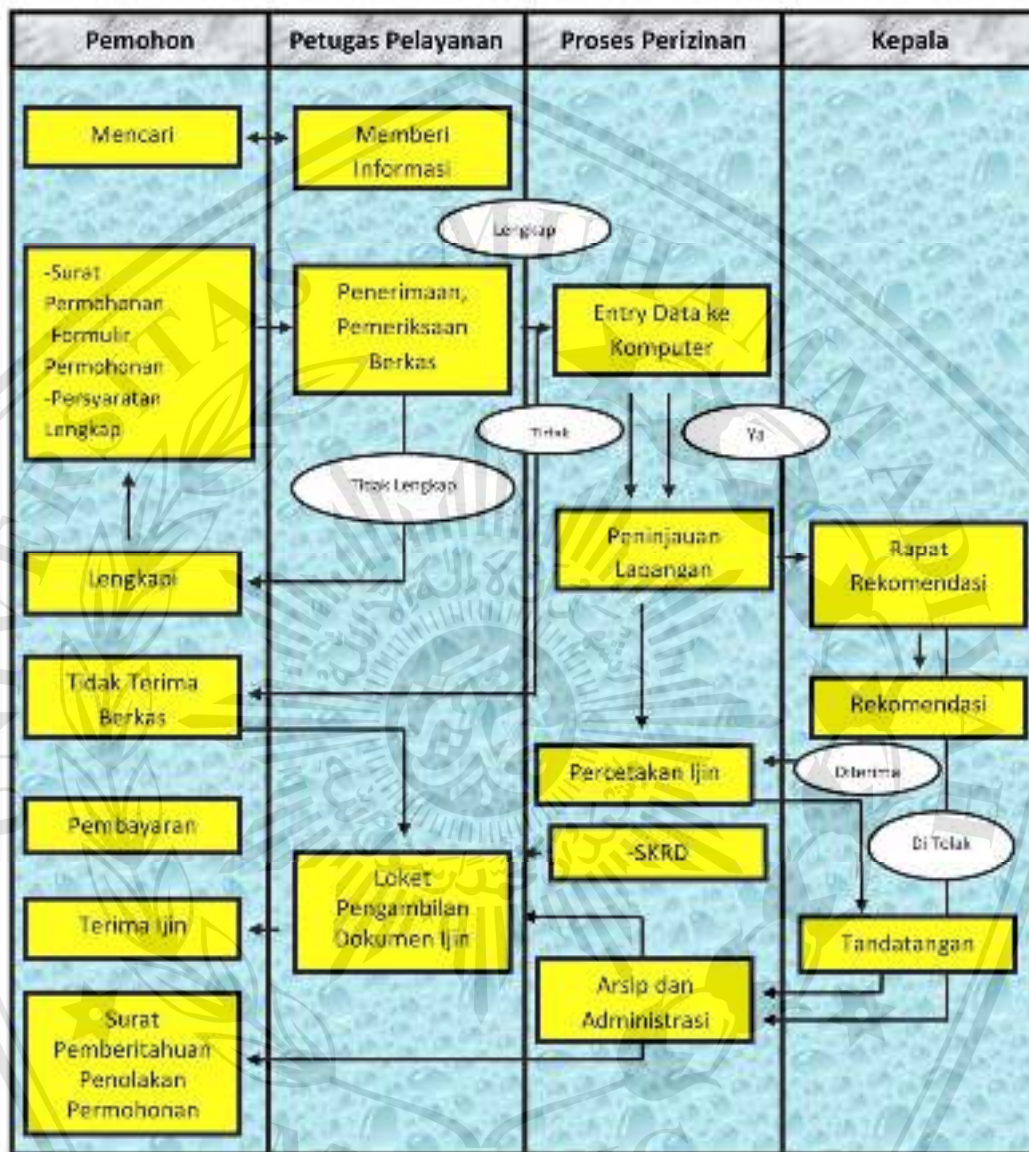 Pemohon
Petugas Pelayanan
Proses Perizinan
Kepala
Mencari
Memberi
Informasi
Lengkap
-Surat
Permohonan
-Formulir
Permohonan
-Persyaratan
Lengkap
Penerimaan,
Pemeriksaan
Berkas
Entry Data ke
Komputer
Tidak
Ya
Tidak Lengkap
Lengkapi
Peninjauan
Lapangan
Rapat
Rekomendasi
Tidak Terima
Berkas
Rekomendasi
Percetakan Ijin
Diterima
Pembayaran
-SKRD
Di Tolak
Loket
Pengambilan
Dokumen Ijin
Terima Ijin
Tandatangan
Arsip dan
Administrasi
Surat
Pemberitahuan
Penolakan
Permohonan
MUHAMMADIY